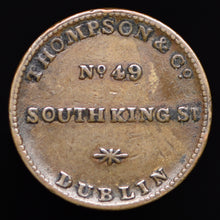 THOMPSON & Co.
No. 49
SOUTH KING ST.
DUBLIN